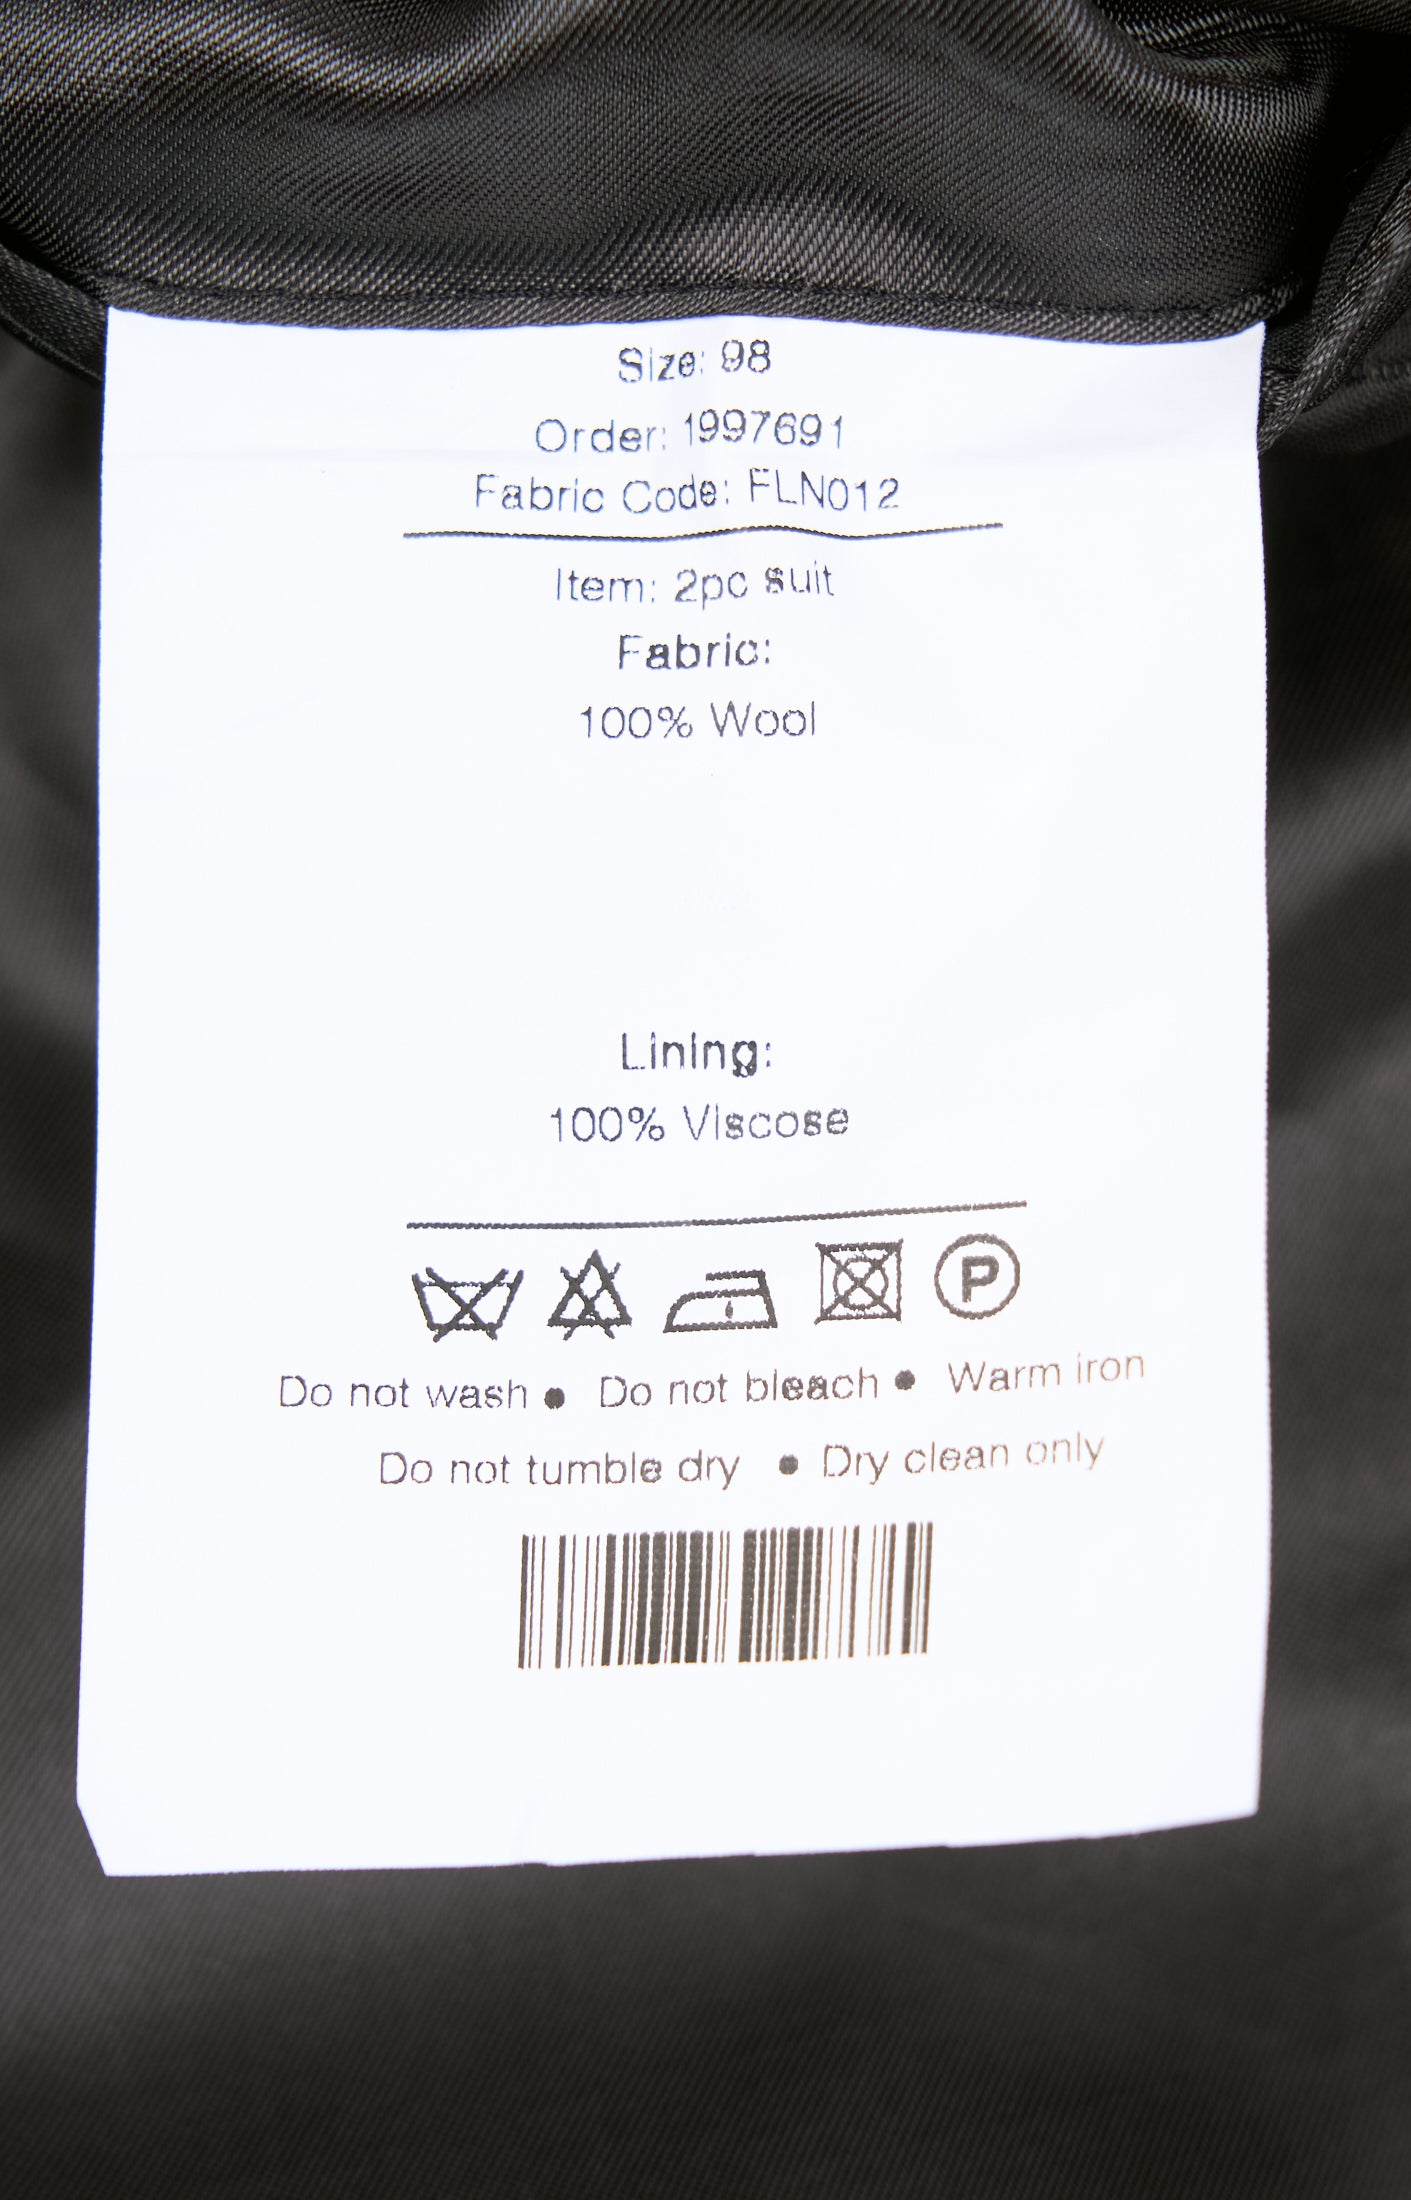 Size: 98
Order: 1997691
Fabric Code: FLN012
Item: 2pc suit
Fabric:
100% Wool
Lining:
100% Viscose
P
Do not wash ● Do not bleach ● Warm iron
Do not tumble dry ● Dry clean only